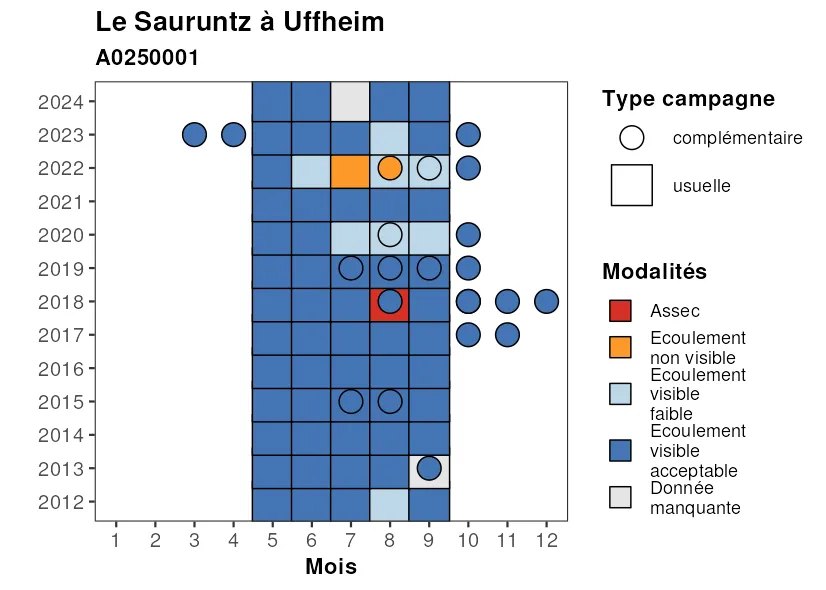 Le Sauruntz à Uffheim
A0250001
2024
2023
2022
2021
2020
2019
2018
2017
2016
2015
2014
2013
2012
1 2 3 4 5 6 7 8 9 10 11 12
Mois
Type campagne
complémentaire
usuelle
Modalités
Assec
Ecoulement
non visible
Ecoulement
visible
faible
Ecoulement
visible
acceptable
Donnée
manquante